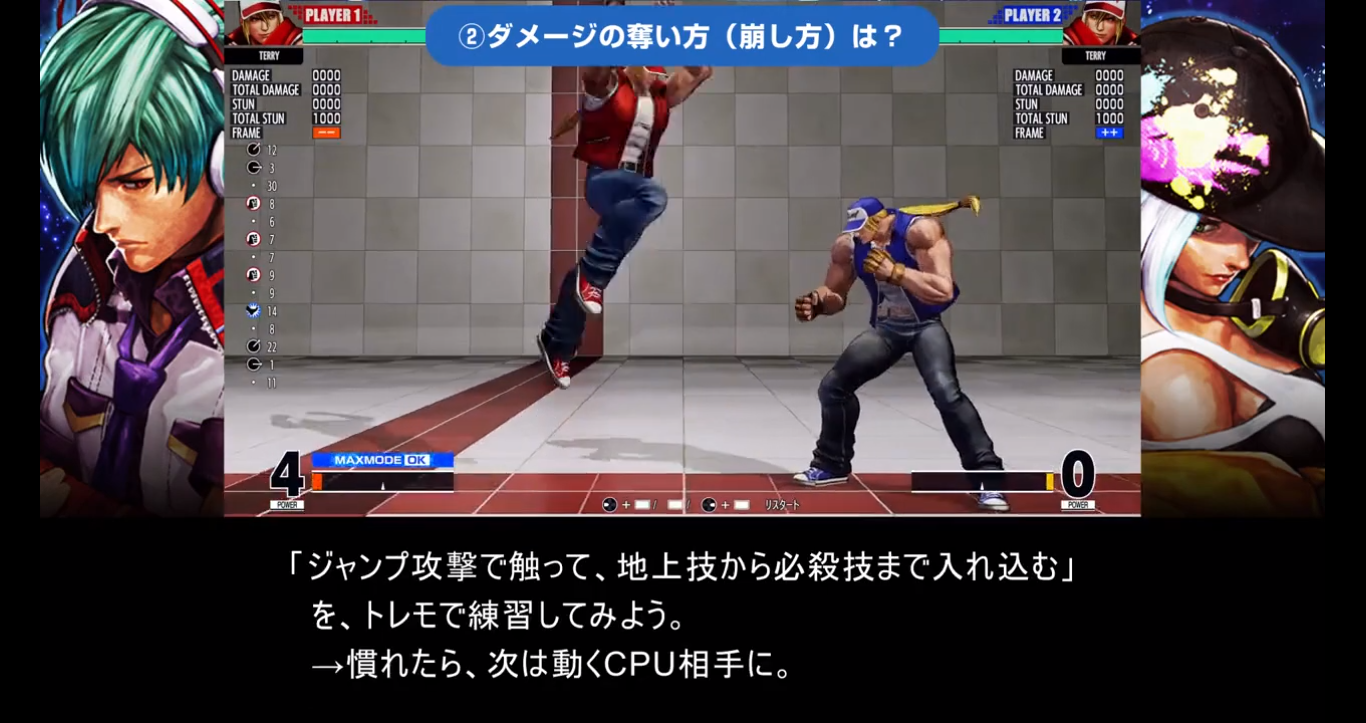 PLAYER 1
②ダメージの奪い方（崩し方）は？
PLAYER 2
TERRY
TERRY
DAMAGE 0000
TOTAL DAMAGE 0000
STUN 0000
TOTAL STUN 1000
FRAME --
DAMAGE 0000
TOTAL DAMAGE 0000
STUN 0000
TOTAL STUN 1000
FRAME ++
12
3
30
8
6
7
7
9
9
14
8
22
1
11
4
POWER
MAXMODE OK
+ / / + リスタート
0
POWER
「ジャンプ攻撃で触って、地上技から必殺技まで入れ込む」
を、トレモで練習してみよう。
→慣れたら、次は動くCPU相手に。